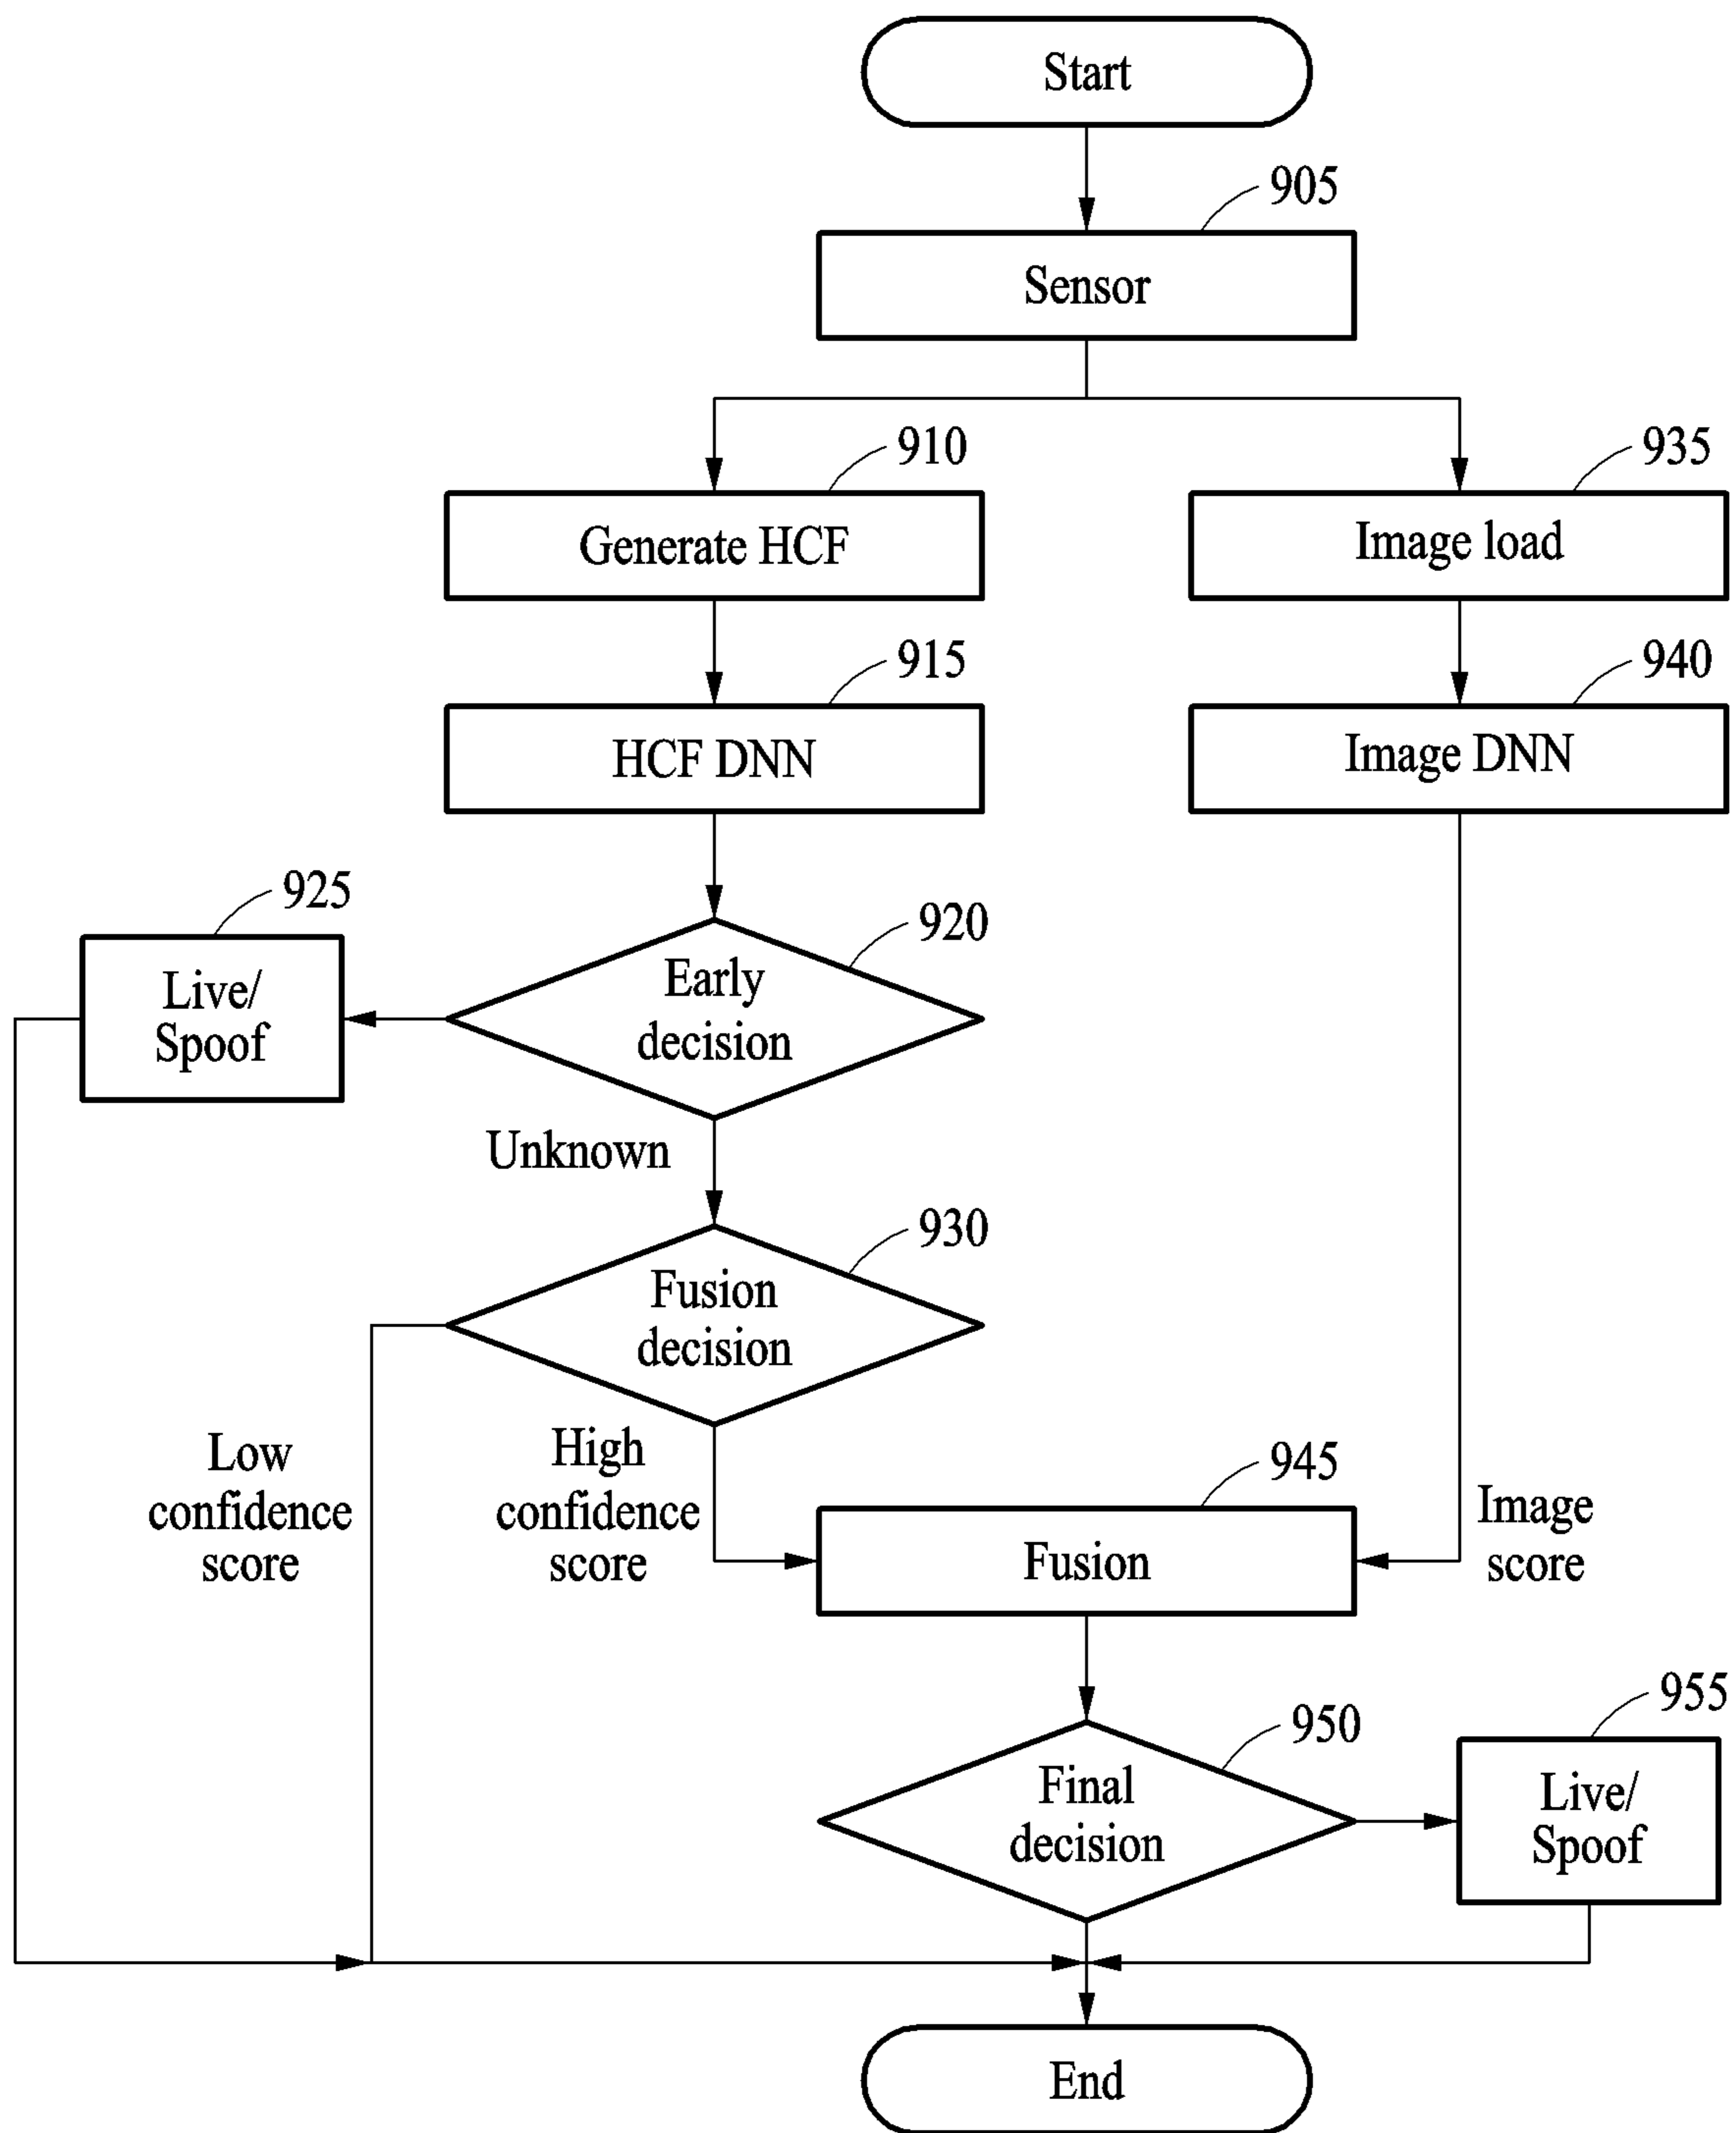 Start
905
Sensor
910
935
Generate HCF
Image load
915
940
HCF DNN
Image DNN
925
920
Live/
Spoof
Early
decision
Unknown
930
Fusion
decision
Low
confidence
score
High
confidence
score
945
Fusion
Image
score
955
950
Final
decision
Live/
Spoof
End